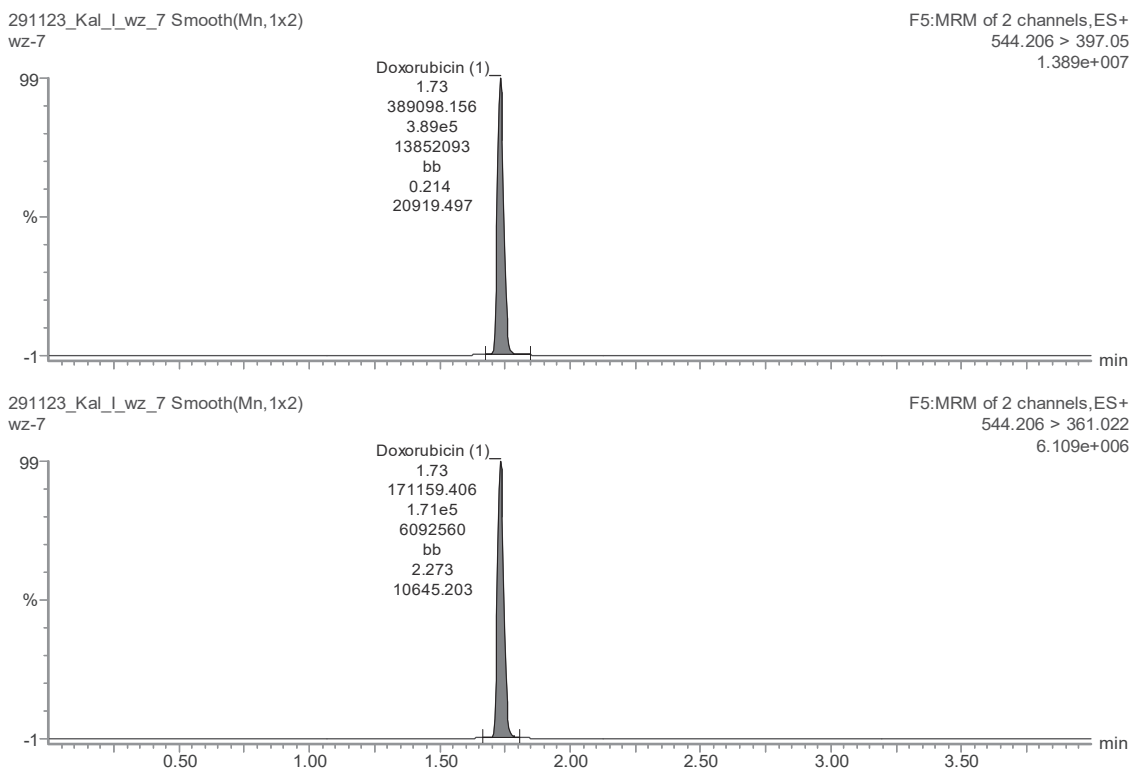 291123_Kal_I_wz_7 Smooth(Mn,1x2)
wz-7
F5:MRM of 2 channels,ES+
544.206 > 397.05
1.389e+007
Doxorubicin (1)
1.73
389098.156
3.89e5
13852093
bb
0.214
20919.497
99
%
-1
min
291123_Kal_I_wz_7 Smooth(Mn,1x2)
wz-7
F5:MRM of 2 channels,ES+
544.206 > 361.022
6.109e+006
Doxorubicin (1)
1.73
171159.406
1.71e5
6092560
bb
2.273
10645.203
99
%
-1
min
0.50 1.00 1.50 2.00 2.50 3.00 3.50